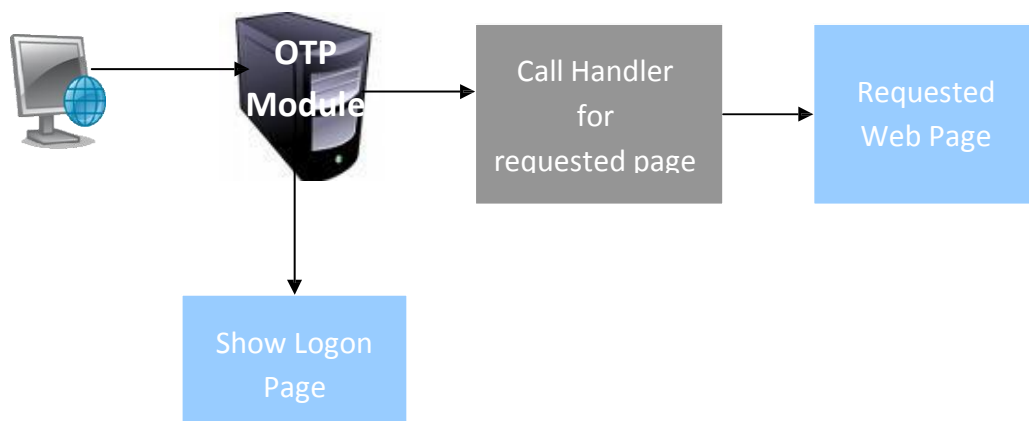 OTP
Module
Call Handler
for
requested page
Requested
Web Page
Show Logon
Page